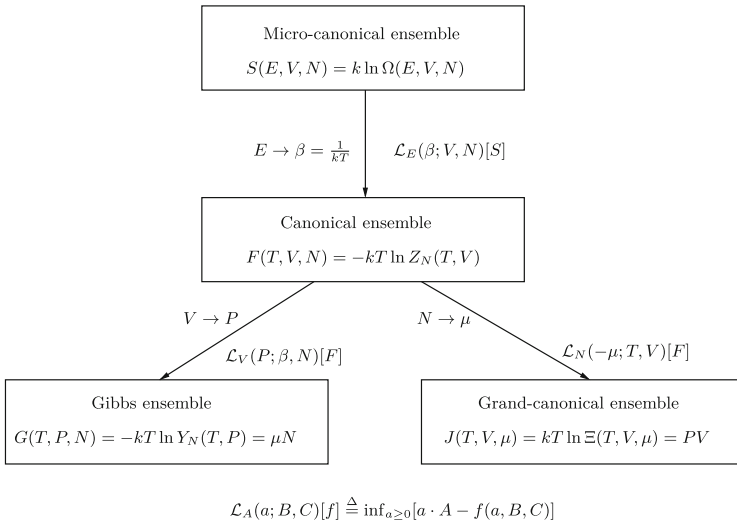 Micro-canonical ensemble
S(E, V, N) = k ln Ω(E, V, N)
E → β = 1/kT
ℒ_E(β; V, N)[S]
Canonical ensemble
F(T, V, N) = −kT ln Z_N(T, V)
V → P
N → μ
ℒ_V(P; β, N)[F]
ℒ_N(−μ; T, V)[F]
Gibbs ensemble
G(T, P, N) = −kT ln Y_N(T, P) = μN
Grand-canonical ensemble
J(T, V, μ) = kT ln Ξ(T, V, μ) = PV
ℒ_A(a; B, C)[f] ≜ inf_{a≥0}[a · A − f(a, B, C)]